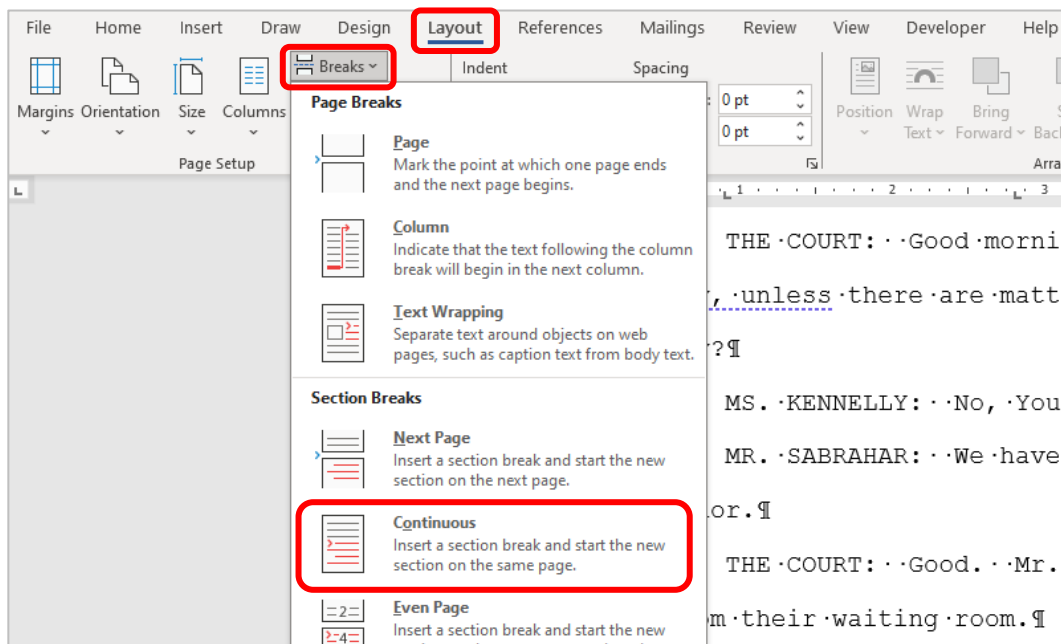 File Home Insert Draw Design Layout References Mailings Review View Developer Help
Breaks Indent Spacing
Margins Orientation Size Columns : 0 pt Position Wrap Bring
0 pt Text Forward
Page Setup
Page Breaks
Page
Mark the point at which one page ends
and the next page begins.
Column
Indicate that the text following the column
break will begin in the next column.
Text Wrapping
Separate text around objects on web
pages, such as caption text from body text.
Section Breaks
Next Page
Insert a section break and start the new
section on the next page.
Continuous
Insert a section break and start the new
section on the same page.
=2= Even Page
=4= Insert a section break and start the new
1 2 3
THE·COURT:··Good·morni
,·unless·there·are·matt
?¶
MS.·KENNELLY:··No,·You
MR.·SABRAHAR:··We·have
or.¶
THE·COURT:··Good.··Mr.
m·their·waiting·room.¶